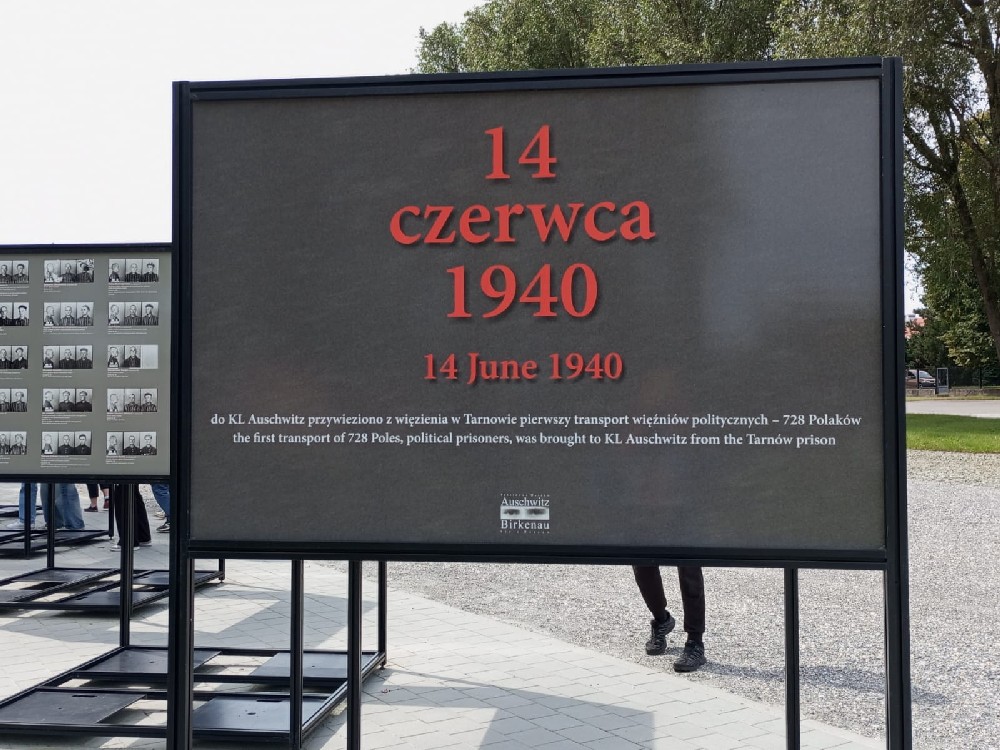 14
czerwca
1940
14 June 1940
do KL Auschwitz przywieziono z więzienia w Tarnowie pierwszy transport więźniów politycznych – 728 Polaków
the first transport of 728 Poles, political prisoners, was brought to KL Auschwitz from the Tarnów prison
Auschwitz
Birkenau